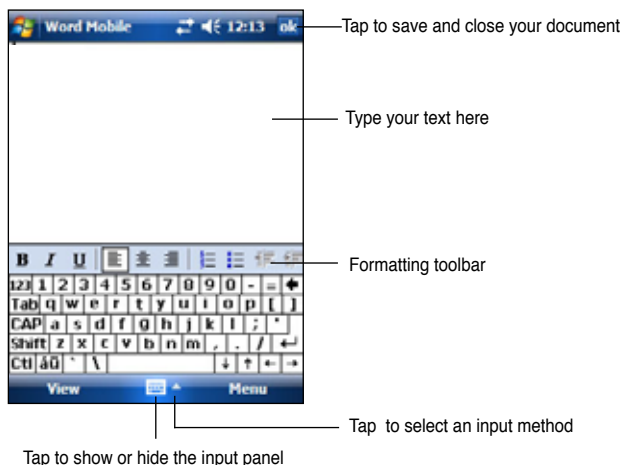 Word Mobile 12:13 ok
Tap to save and close your document
Type your text here
B I U
Formatting toolbar
123 1 2 3 4 5 6 7 8 9 0 - =
Tab q w e r t y u i o p [ ]
CAP a s d f g h j k l ; '
Shift z x c v b n m , . /
Ctl áü ` \
View Menu
Tap to select an input method
Tap to show or hide the input panel